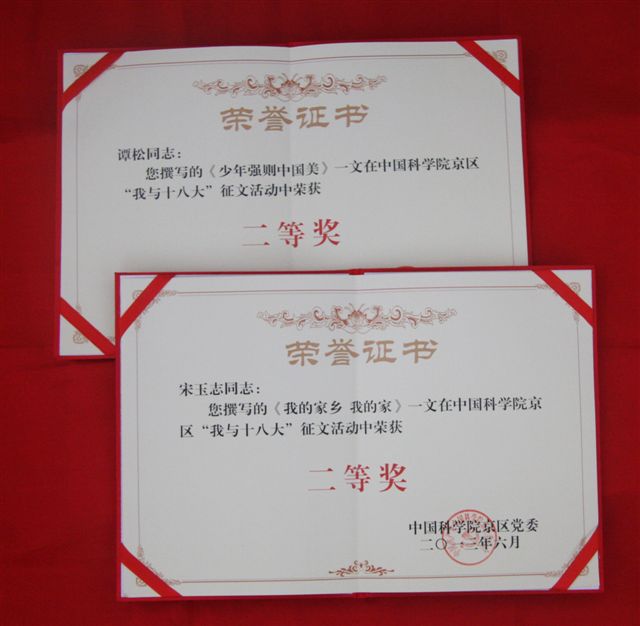 荣誉证书
谭松同志：
您撰写的《少年强则中国美》一文在中国科学院京区
“我与十八大”征文活动中荣获
二等奖
荣誉证书
宋玉志同志：
您撰写的《我的家乡 我的家》一文在中国科学院京
区“我与十八大”征文活动中荣获
二等奖
中国科学院京区党委
二〇一三年六月